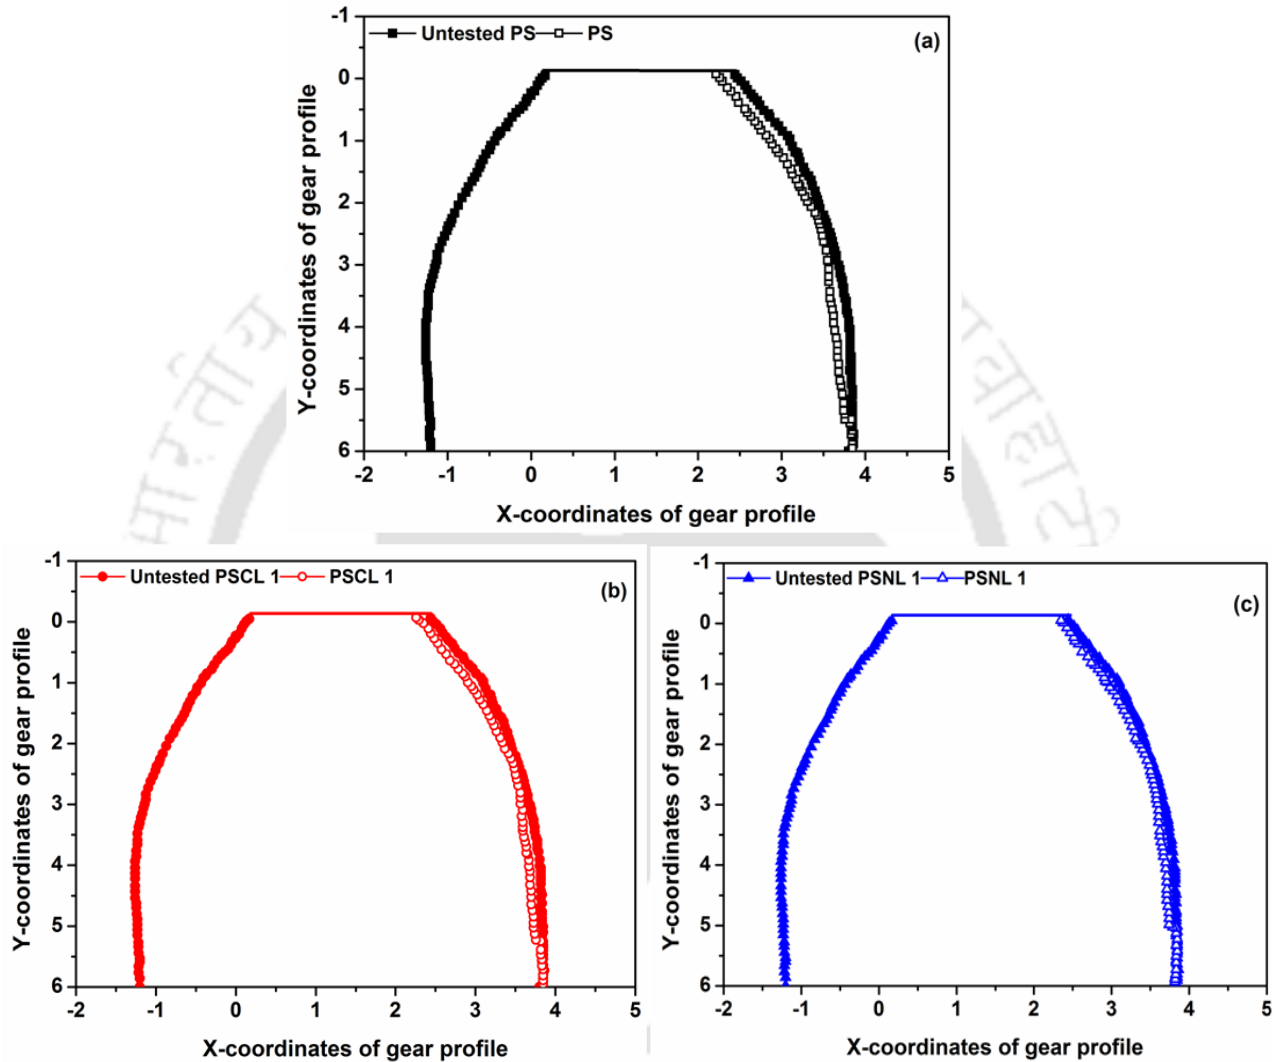 -1
0
1
2
3
4
5
6
Y-coordinates of gear profile
Untested PS PS
(a)
-2 -1 0 1 2 3 4 5
X-coordinates of gear profile
-1
0
1
2
3
4
5
6
Y-coordinates of gear profile
Untested PSCL 1 PSCL 1
(b)
-2 -1 0 1 2 3 4 5
X-coordinates of gear profile
-1
0
1
2
3
4
5
6
Y-coordinates of gear profile
Untested PSNL 1 PSNL 1
(c)
-2 -1 0 1 2 3 4 5
X-coordinates of gear profile